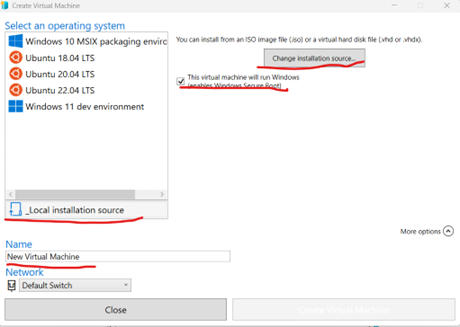 Create Virtual Machine
Select an operating system
Windows 10 MSIX packaging enviro
Ubuntu 18.04 LTS
Ubuntu 20.04 LTS
Ubuntu 22.04 LTS
Windows 11 dev environment
Local installation source
You can install from an ISO image file (.iso) or a virtual hard disk file (.vhd or .vhdx).
Change installation source...
This virtual machine will run Windows
(enables Windows Secure Boot)
More options
Name
New Virtual Machine
Network
Default Switch
Close
Create Virtual Machine